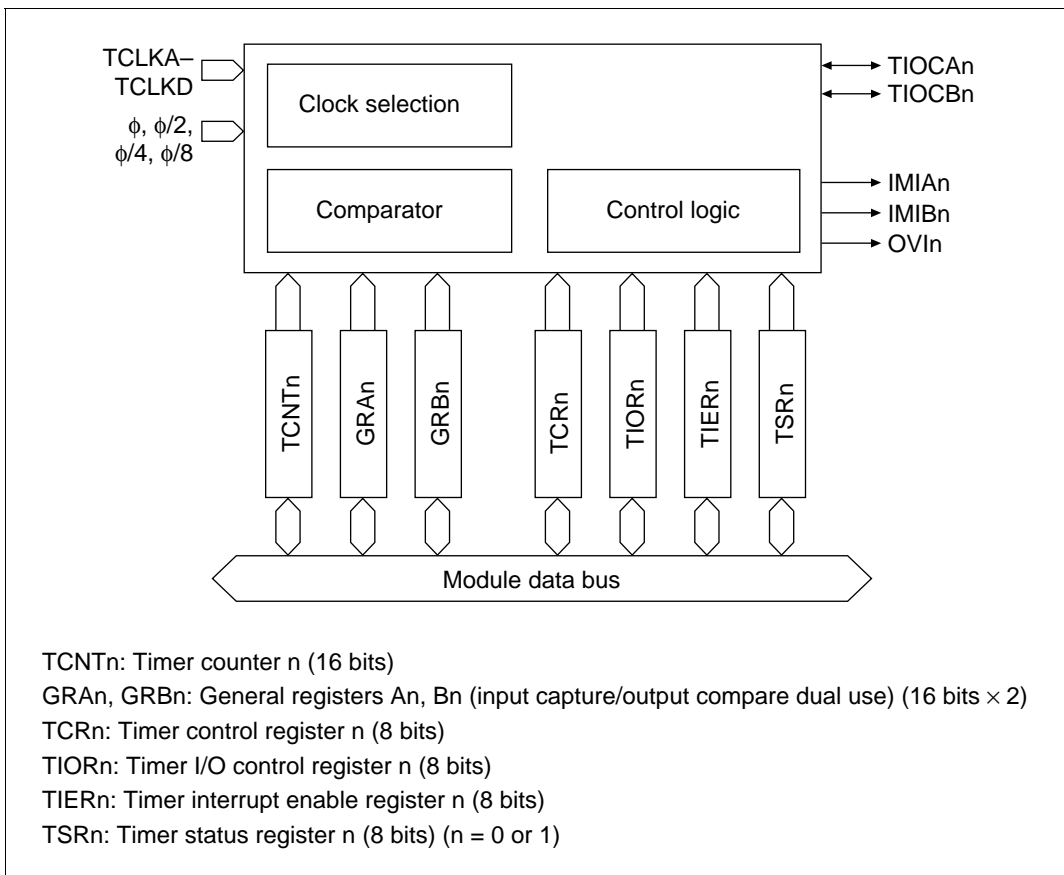 TCLKA–
TCLKD
ϕ, ϕ/2,
ϕ/4, ϕ/8
Clock selection
Comparator
Control logic
TIOCAn
TIOCBn
IMIAn
IMIBn
OVIn
TCNTn
GRAn
GRBn
TCRn
TIORn
TIERn
TSRn
Module data bus
TCNTn: Timer counter n (16 bits)
GRAn, GRBn: General registers An, Bn (input capture/output compare dual use) (16 bits × 2)
TCRn: Timer control register n (8 bits)
TIORn: Timer I/O control register n (8 bits)
TIERn: Timer interrupt enable register n (8 bits)
TSRn: Timer status register n (8 bits) (n = 0 or 1)